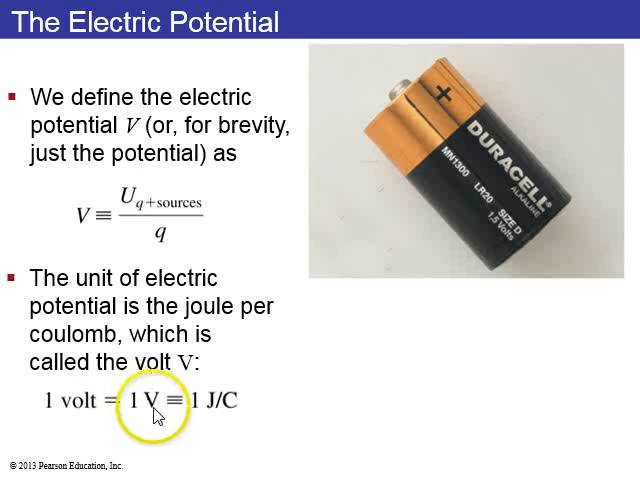 The Electric Potential
We define the electric
potential V (or, for brevity,
just the potential) as
V ≡ U_{q+sources} / q
The unit of electric
potential is the joule per
coulomb, which is
called the volt V:
1 volt = 1 V ≡ 1 J/C
+
DURACELL®
ALKALINE
MN1300 LR20 SIZE D
1,5 Volts
© 2013 Pearson Education, Inc.